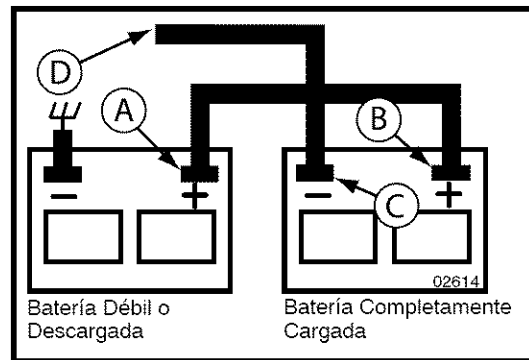 D
A
B
C
02614
Batería Débil o
Descargada
Batería Completamente
Cargada